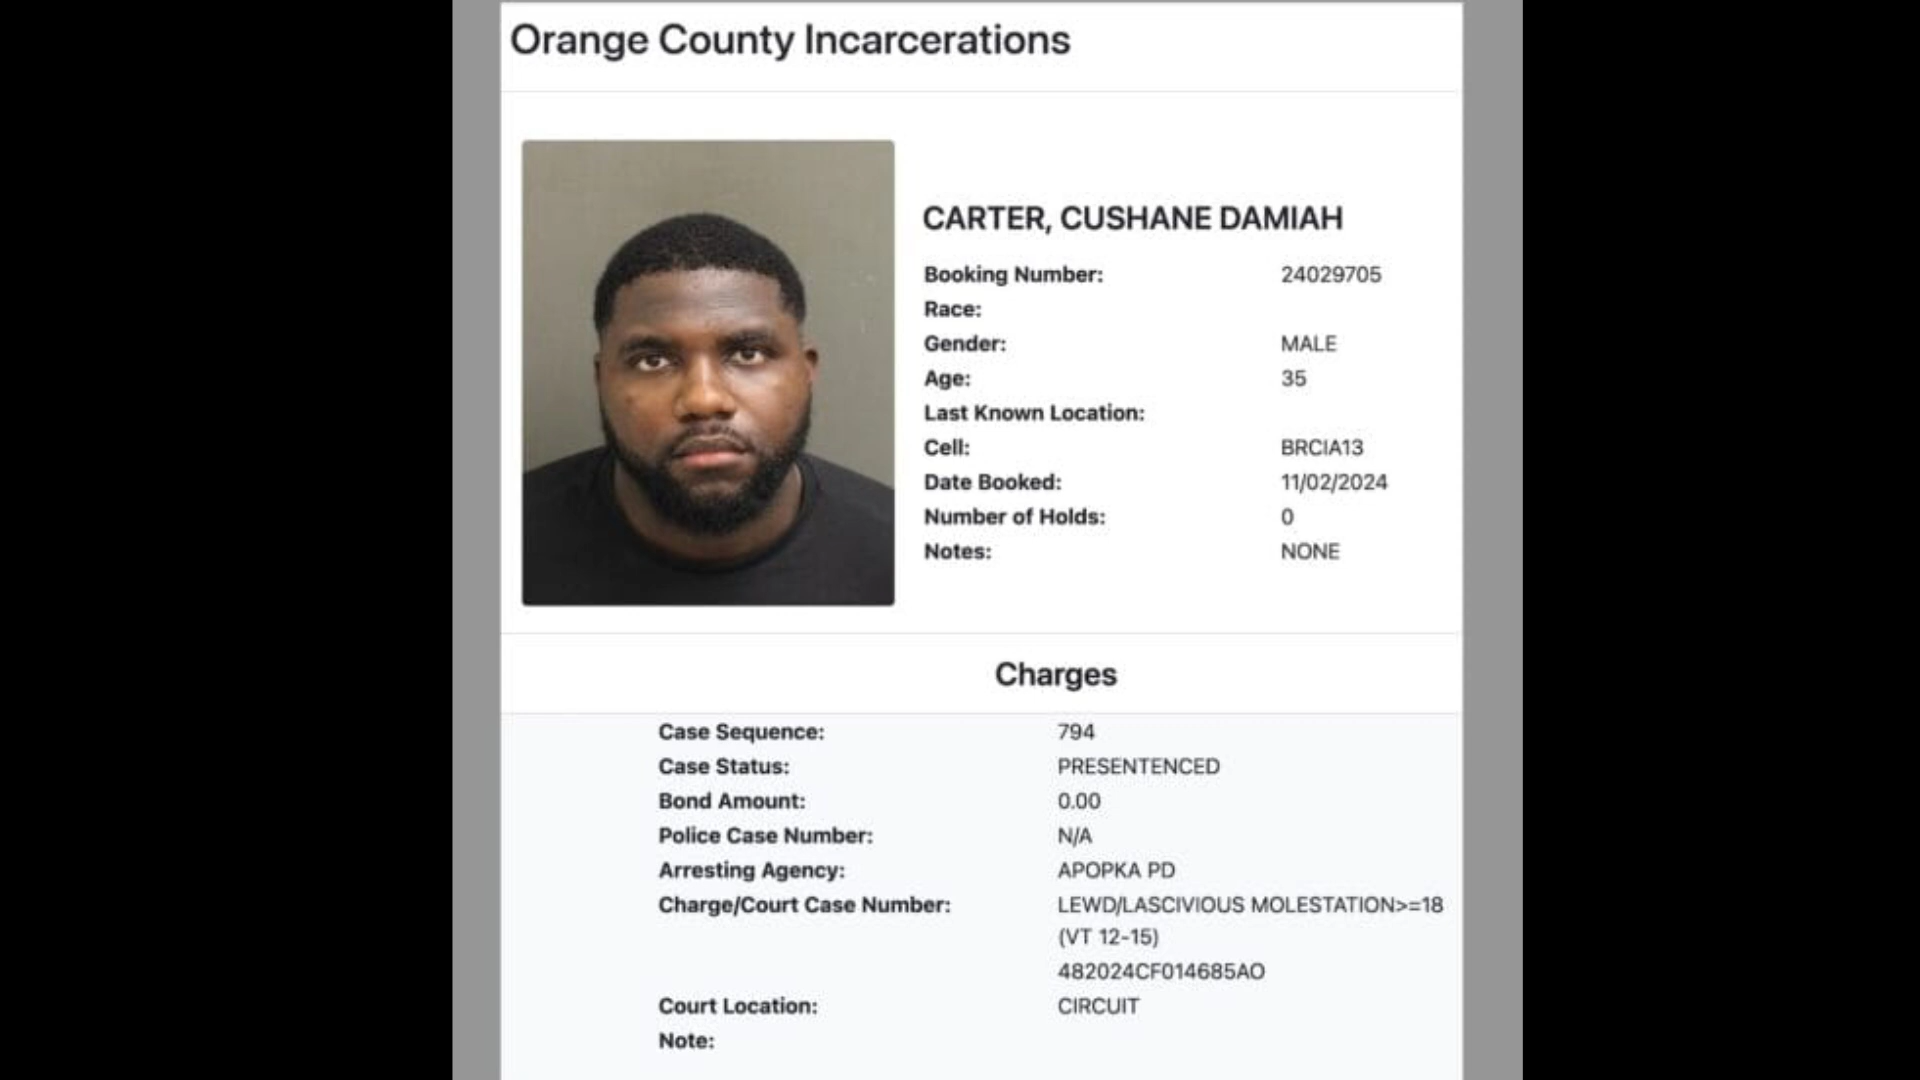 Orange County Incarcerations
CARTER, CUSHANE DAMIAH
Booking Number: 24029705
Race:
Gender: MALE
Age: 35
Last Known Location:
Cell: BRCIA13
Date Booked: 11/02/2024
Number of Holds: 0
Notes: NONE
Charges
Case Sequence: 794
Case Status: PRESENTENCED
Bond Amount: 0.00
Police Case Number: N/A
Arresting Agency: APOPKA PD
Charge/Court Case Number: LEWD/LASCIVIOUS MOLESTATION>=18
(VT 12-15)
482024CF014685AO
Court Location: CIRCUIT
Note: